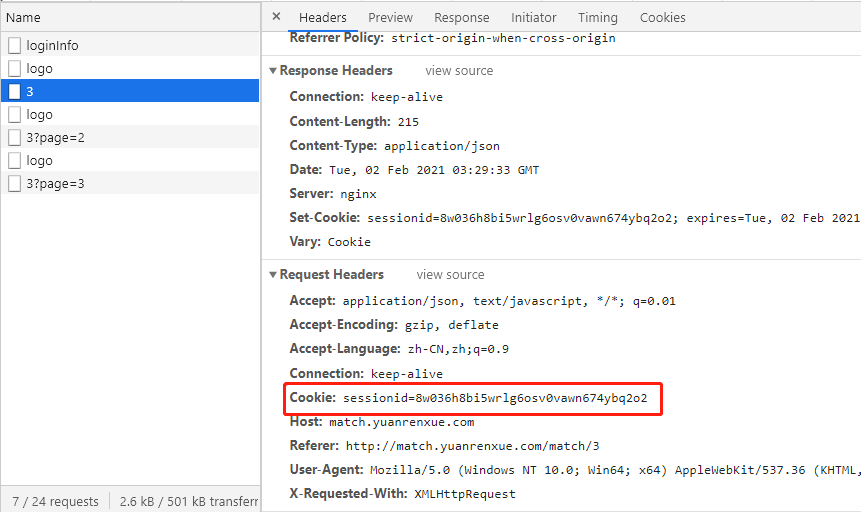 Name
loginInfo
logo
3
logo
3?page=2
logo
3?page=3
7 / 24 requests 2.6 kB / 501 kB transferr
× Headers Preview Response Initiator Timing Cookies
Referrer Policy: strict-origin-when-cross-origin
Response Headers view source
Connection: keep-alive
Content-Length: 215
Content-Type: application/json
Date: Tue, 02 Feb 2021 03:29:33 GMT
Server: nginx
Set-Cookie: sessionid=8w036h8bi5wrlg6osv0vawn674ybq2o2; expires=Tue, 02 Feb 2021
Vary: Cookie
Request Headers view source
Accept: application/json, text/javascript, */*; q=0.01
Accept-Encoding: gzip, deflate
Accept-Language: zh-CN,zh;q=0.9
Connection: keep-alive
Cookie: sessionid=8w036h8bi5wrlg6osv0vawn674ybq2o2
Host: match.yuanrenxue.com
Referer: http://match.yuanrenxue.com/match/3
User-Agent: Mozilla/5.0 (Windows NT 10.0; Win64; x64) AppleWebKit/537.36 (KHTML,
X-Requested-With: XMLHttpRequest